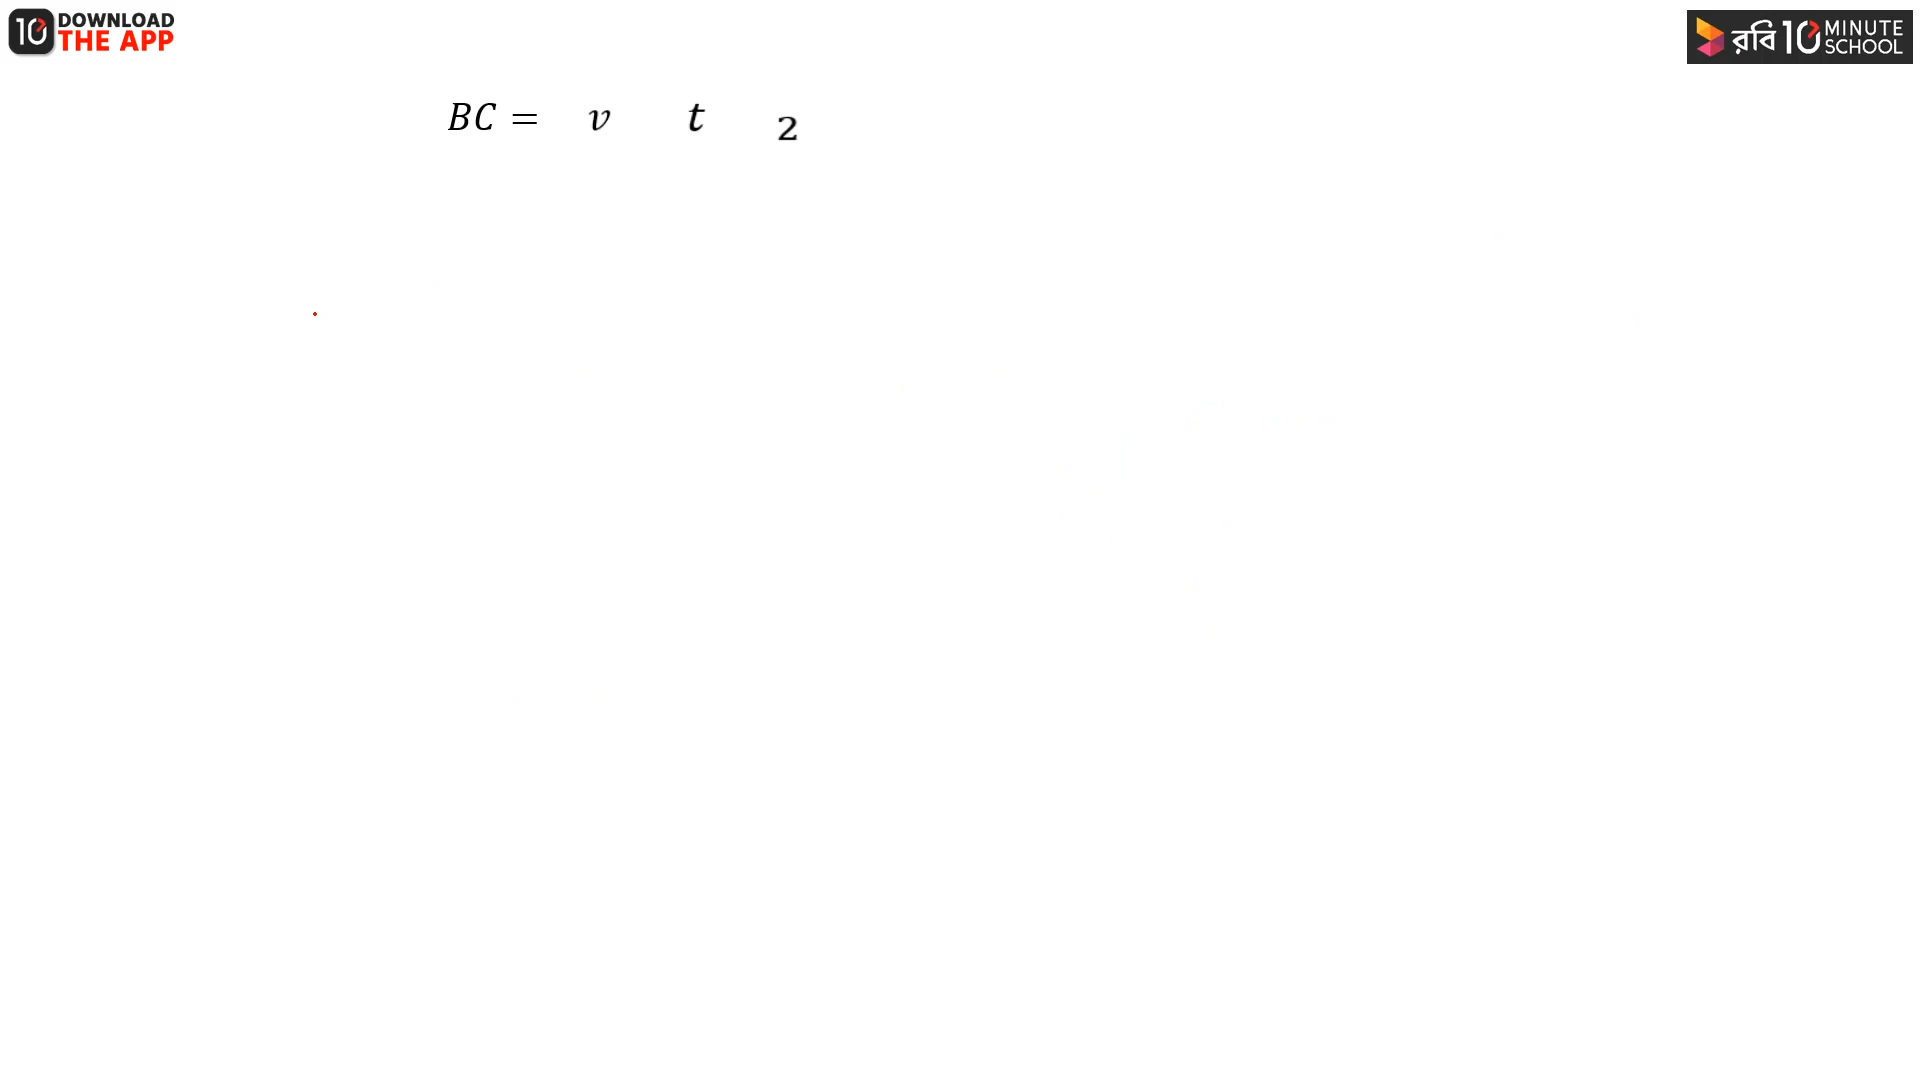 DOWNLOAD
THE APP
রবি 10 MINUTE SCHOOL
BC = v t 2